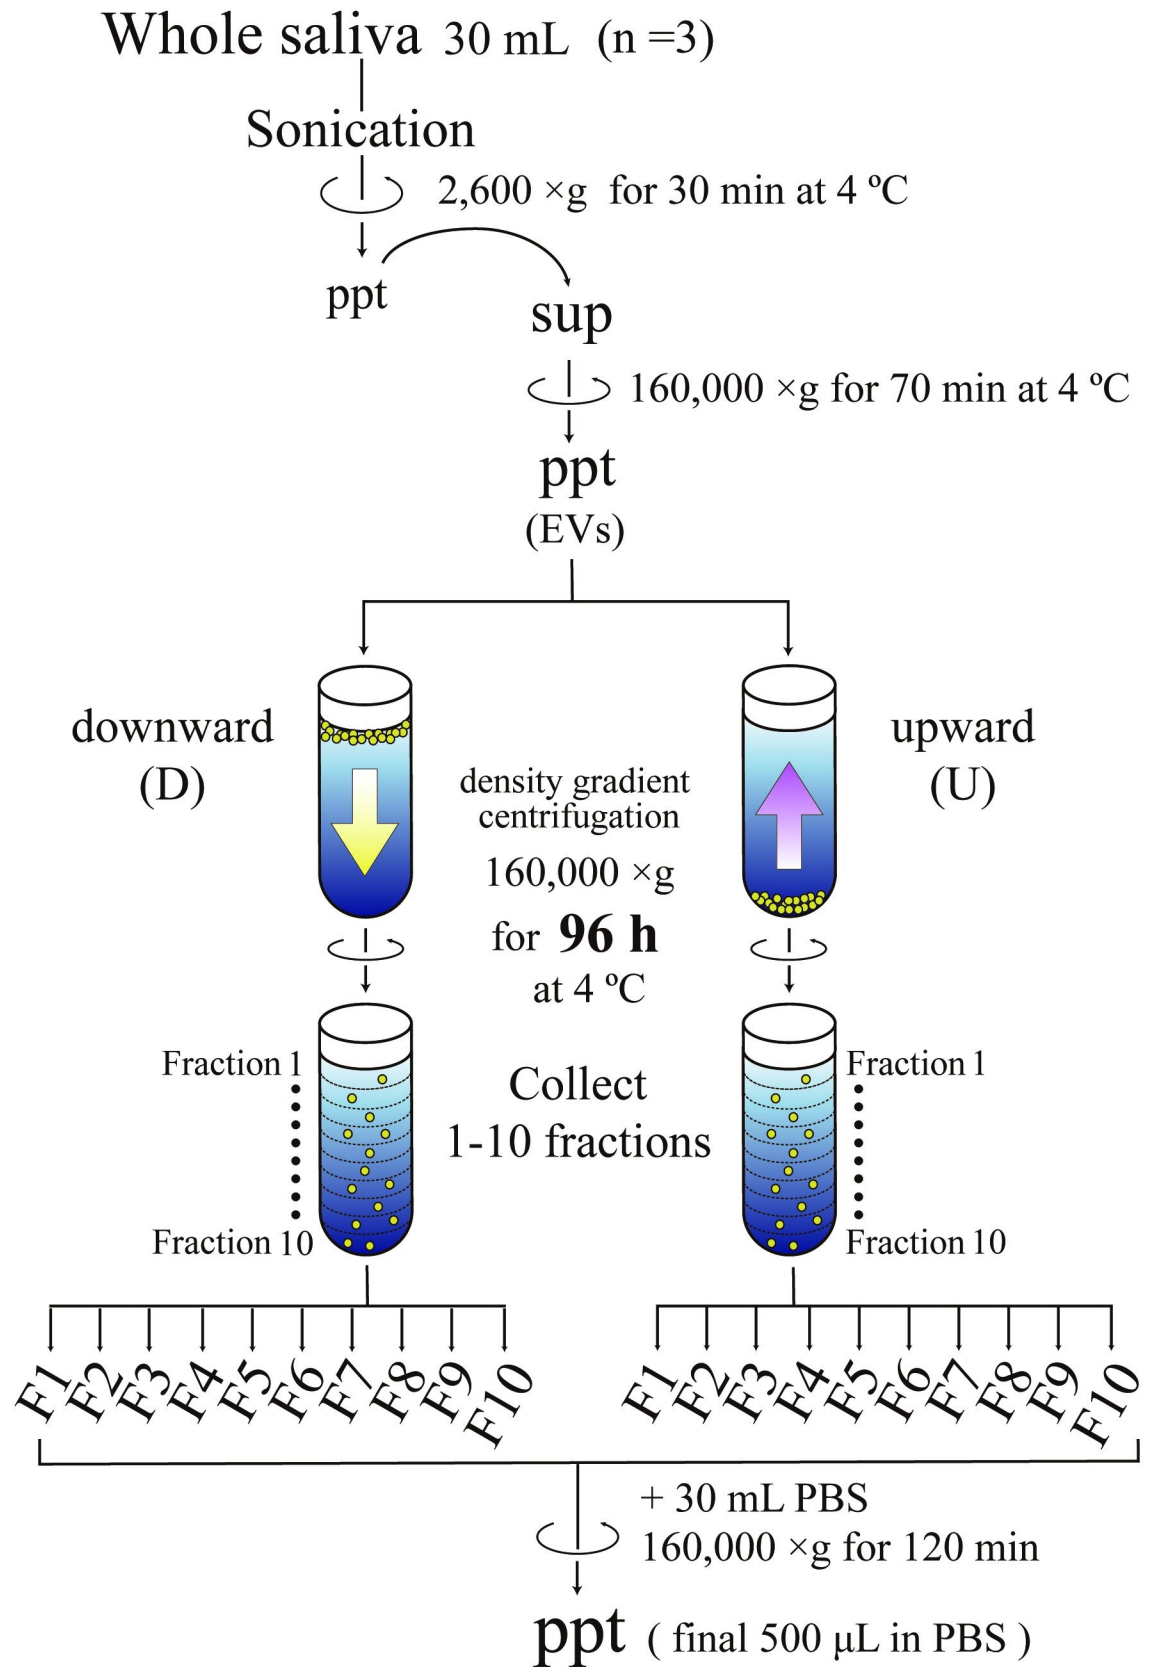 Whole saliva 30 mL (n =3)
Sonication
2,600 ×g for 30 min at 4 ºC
ppt
sup
160,000 ×g for 70 min at 4 ºC
ppt
(EVs)
downward
(D)
upward
(U)
density gradient
centrifugation
160,000 ×g
for 96 h
at 4 ºC
Fraction 1
Fraction 10
Collect
1-10 fractions
Fraction 1
Fraction 10
F1 F2 F3 F4 F5 F6 F7 F8 F9 F10
F1 F2 F3 F4 F5 F6 F7 F8 F9 F10
+ 30 mL PBS
160,000 ×g for 120 min
ppt ( final 500 μL in PBS )